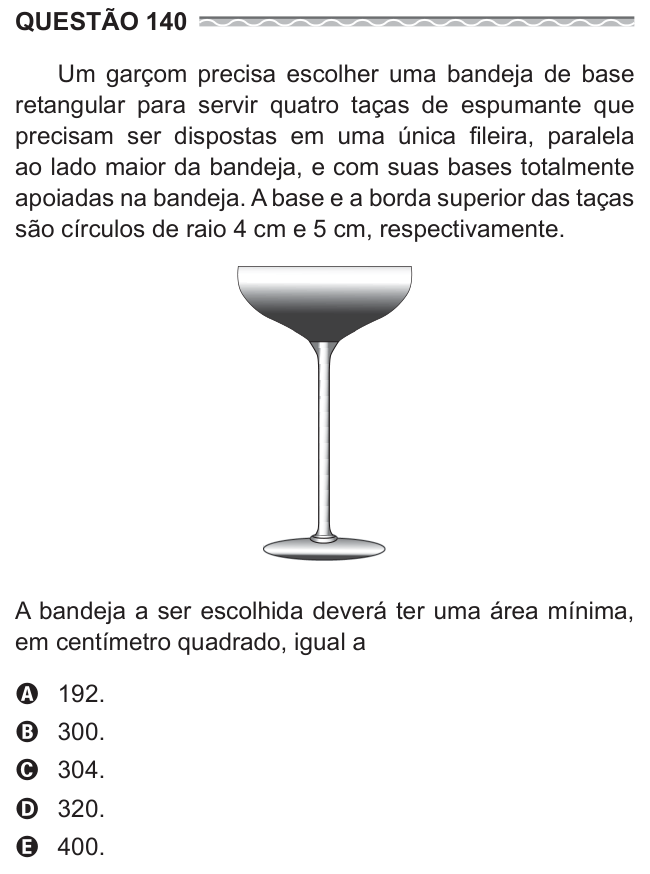 QUESTÃO 140
Um garçom precisa escolher uma bandeja de base
retangular para servir quatro taças de espumante que
precisam ser dispostas em uma única fileira, paralela
ao lado maior da bandeja, e com suas bases totalmente
apoiadas na bandeja. A base e a borda superior das taças
são círculos de raio 4 cm e 5 cm, respectivamente.
A bandeja a ser escolhida deverá ter uma área mínima,
em centímetro quadrado, igual a
A 192.
B 300.
C 304.
D 320.
E 400.